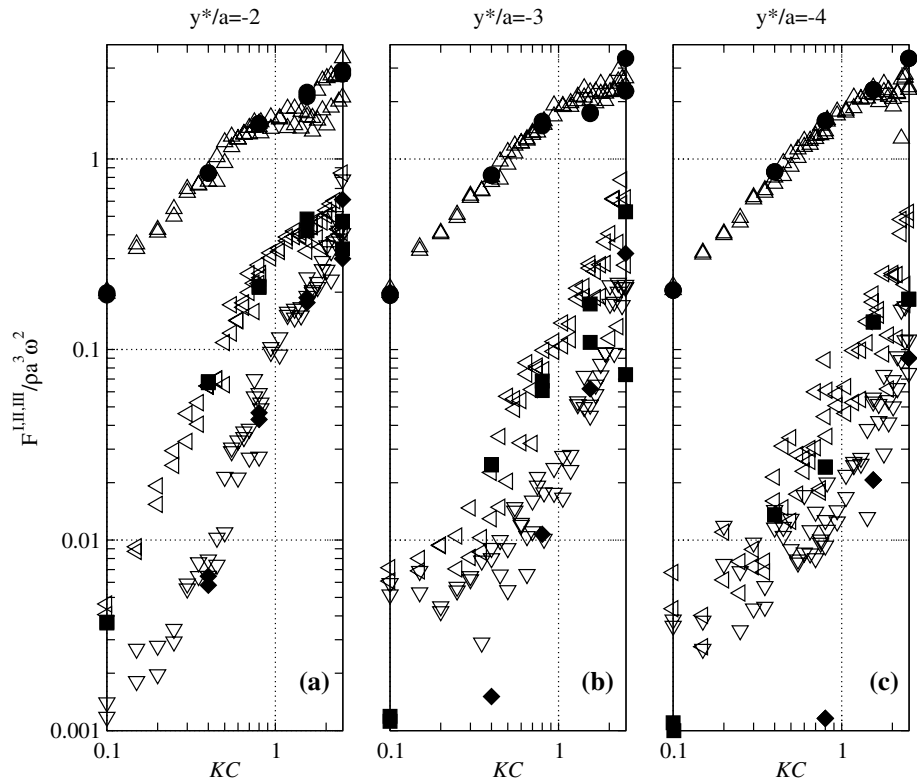 y*/a=-2 y*/a=-3 y*/a=-4
F^{I,II,III}/ρa^3 ω^2
1
0.1
0.01
0.001
(a) (b) (c)
0.1 1 0.1 1 0.1 1
KC KC KC